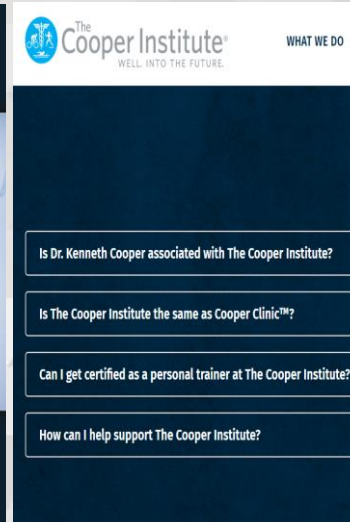 The
Cooper Institute®
WELL. INTO THE FUTURE.
WHAT WE DO
Is Dr. Kenneth Cooper associated with The Cooper Institute?
Is The Cooper Institute the same as Cooper Clinic™?
Can I get certified as a personal trainer at The Cooper Institute?
How can I help support The Cooper Institute?